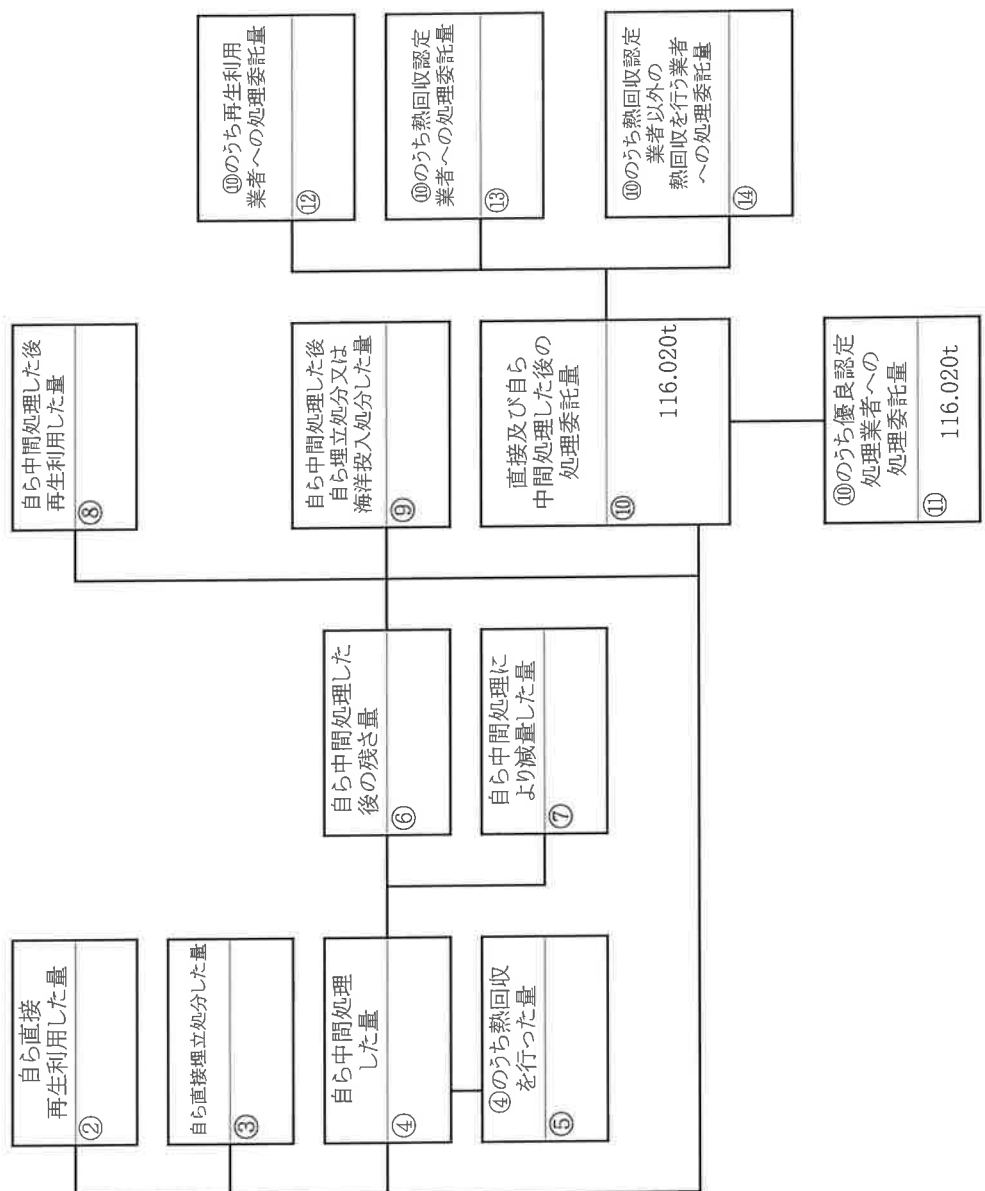 自ら直接
再生利用した量
②
自ら直接埋立処分した量
③
自ら中間処理
した量
④
④のうち熱回収
を行った量
⑤
自ら中間処理した
後の残さ量
⑥
自ら中間処理に
より減量した量
⑦
自ら中間処理した後
再生利用した量
⑧
自ら中間処理した後
自ら埋立処分又は
海洋投入処分した量
⑨
直接及び自ら
中間処理した後の
処理委託量
⑩
116.020t
⑩のうち優良認定
処理業者への
処理委託量
⑪
116.020t
⑩のうち再生利用
業者への処理委託量
⑫
⑩のうち熱回収認定
業者への処理委託量
⑬
⑩のうち熱回収認定
業者以外の
熱回収を行う業者
への処理委託量
⑭